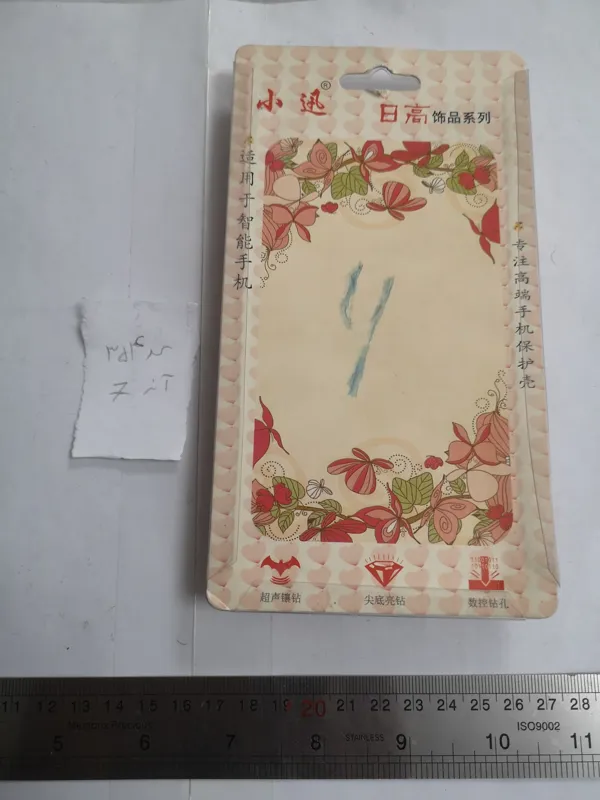 小迅®
日高饰品系列
适用于智能手机
专注高端手机保护壳
超声镶钻
尖底亮钻
数控钻孔
11 12 13 14 15 16 17 18 19 20 21 22 23 24 25 26 27 28
ISO9002
STAINLESS
5 6 7 8 9 10 11